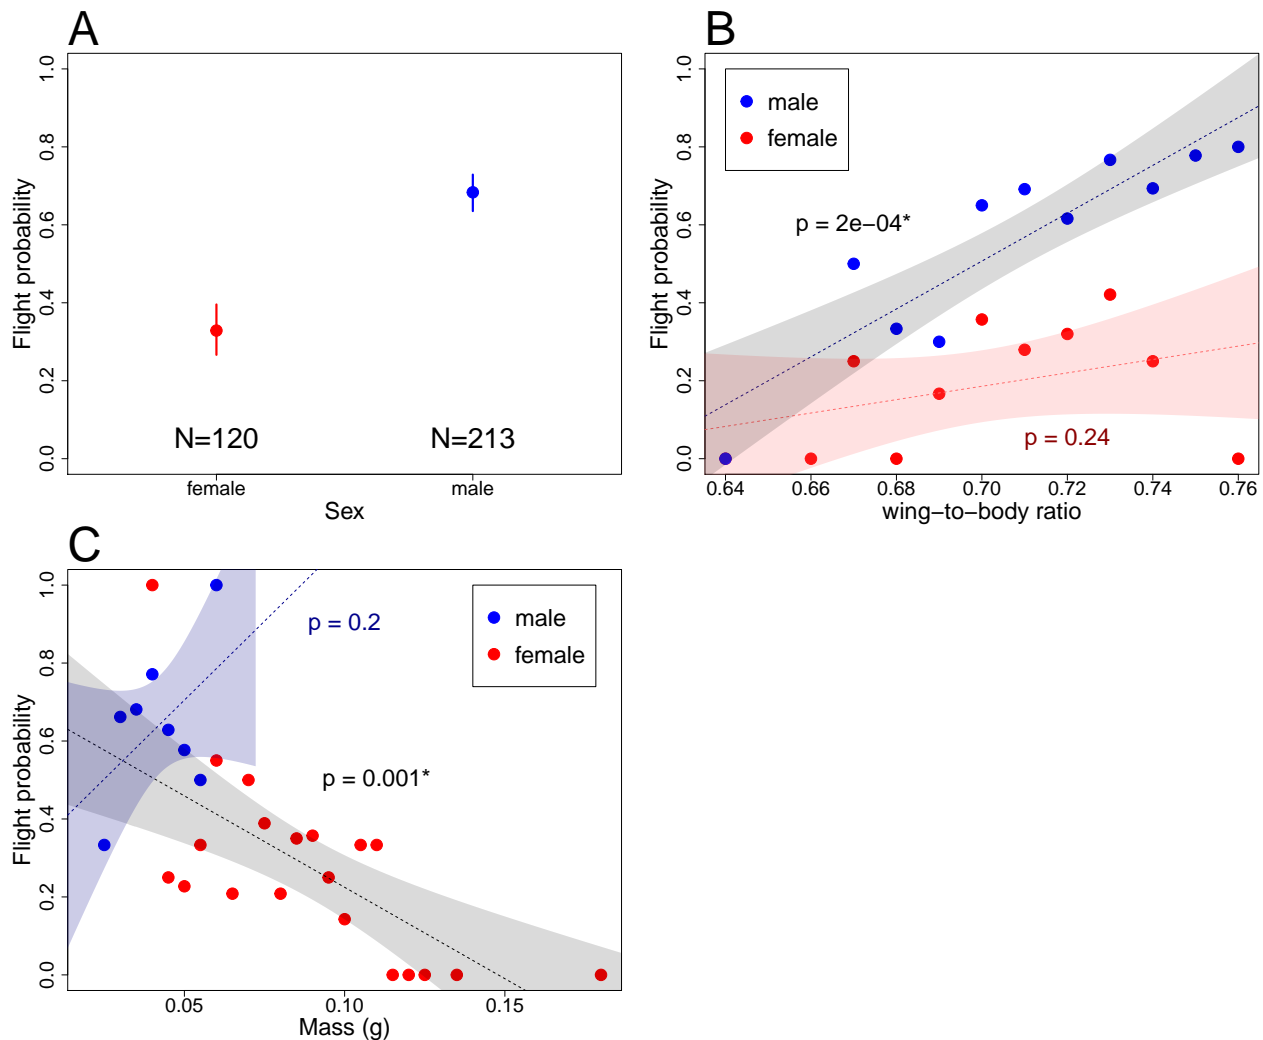 A
Flight probability
0.0 0.2 0.4 0.6 0.8 1.0
N=120
N=213
female
male
Sex
B
Flight probability
0.0 0.2 0.4 0.6 0.8 1.0
male
female
p = 2e−04*
p = 0.24
0.64 0.66 0.68 0.70 0.72 0.74 0.76
wing−to−body ratio
C
Flight probability
0.0 0.2 0.4 0.6 0.8 1.0
p = 0.2
male
female
p = 0.001*
0.05 0.10 0.15
Mass (g)